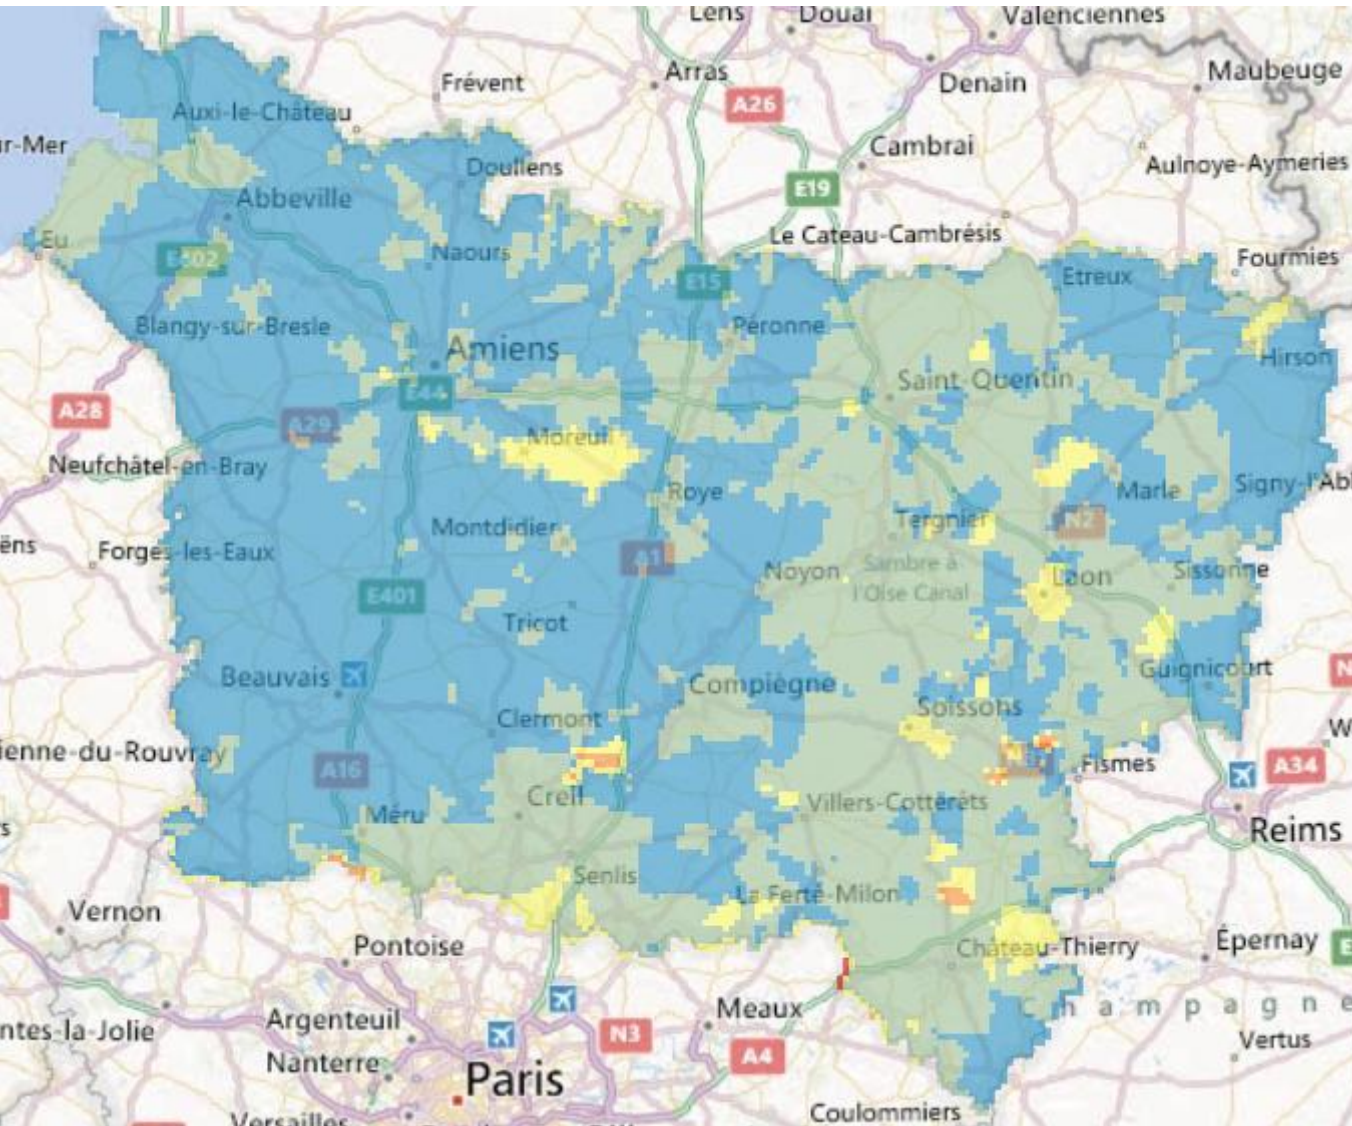 Lens
Douai
Valenciennes
Frévent
Arras
Denain
Maubeuge
A26
Auxi-le-Château
ur-Mer
Cambrai
Aulnoye-Aymeries
Doullens
E19
Abbeville
Le Cateau-Cambrésis
Eu
E402
Naours
E15
Etreux
Fourmies
Blangy-sur-Bresle
Péronne
Amiens
Hirson
Saint-Quentin
E44
A28
A29
Moreuil
Neufchâtel-en-Bray
Roye
Marle
Signy-l'Ab
Montdidier
Tergnier
N2
ëns
Forges-les-Eaux
A1
Noyon
Sambre à
l'Oise Canal
Laon
Sissonne
E401
Tricot
Beauvais
Compiègne
Guignicourt
N
Clermont
Soissons
W
ienne-du-Rouvray
A16
Fismes
A34
Creil
Méru
Villers-Cotterêts
s
Reims
Senlis
La Ferté-Milon
Vernon
Pontoise
Château-Thierry
Épernay
E
Champagne
Meaux
Argenteuil
ntes-la-Jolie
N3
Nanterre
A4
Vertus
Paris
Versailles
Coulommiers